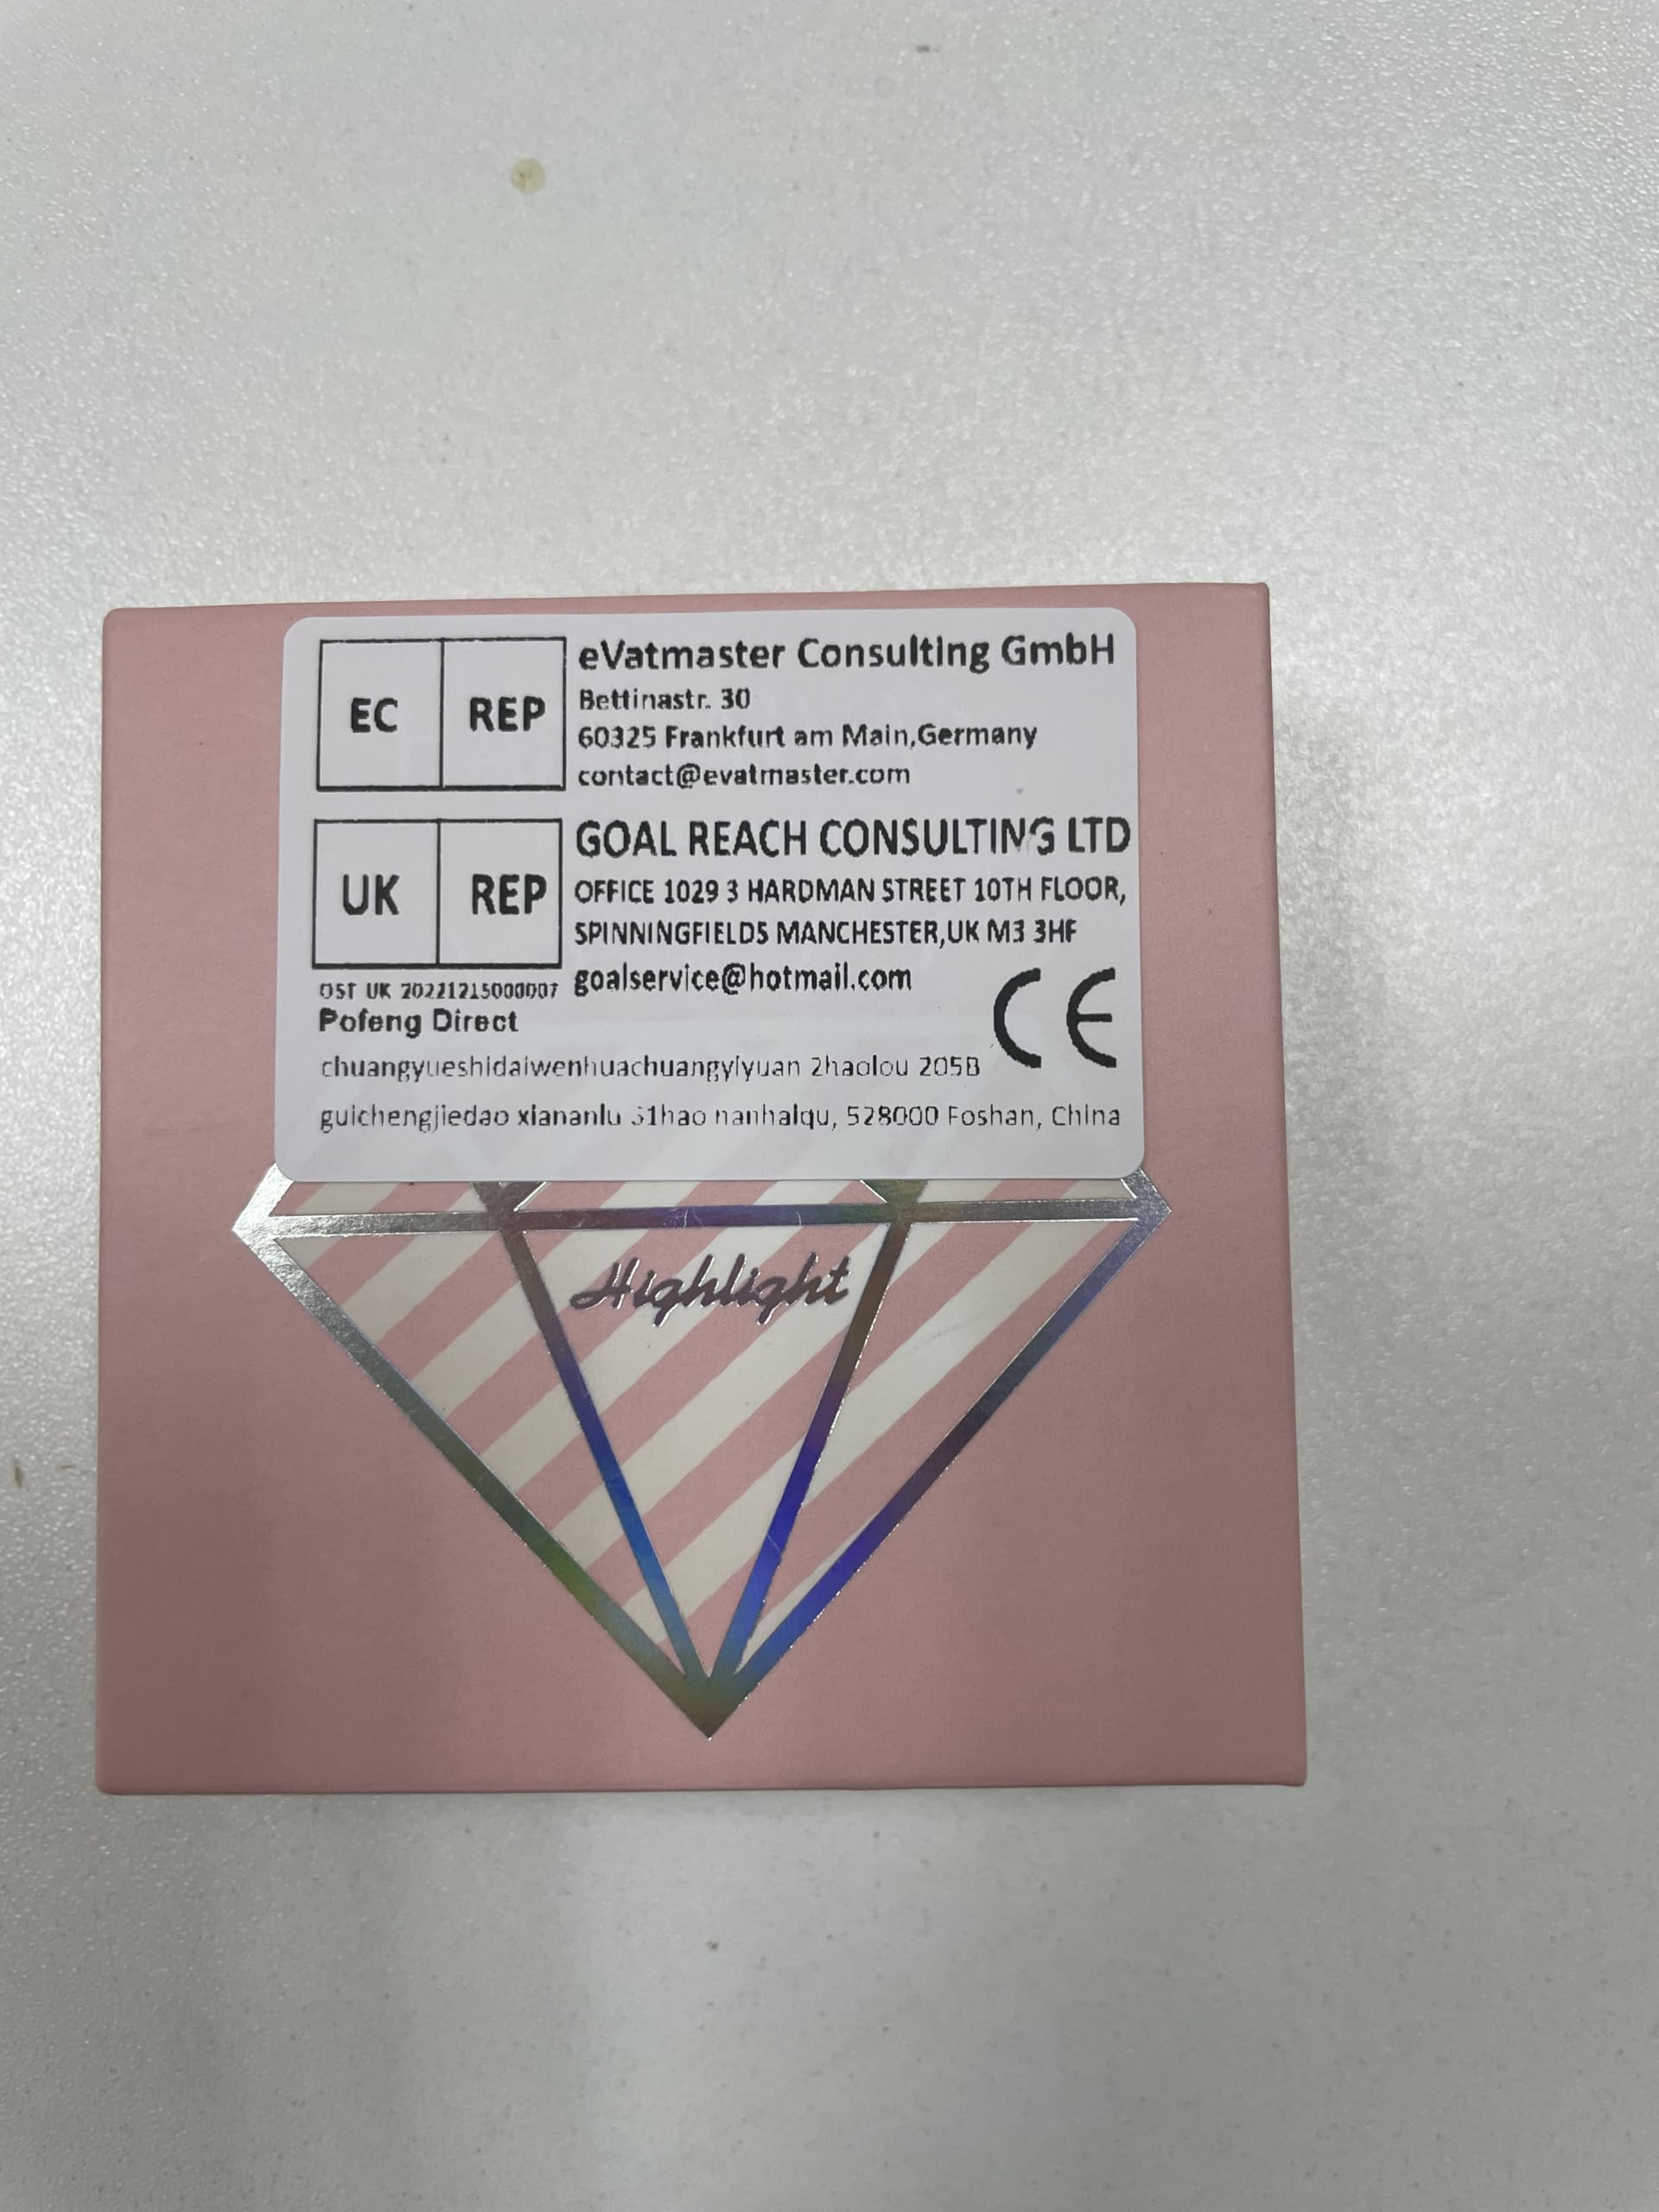 EC REP
eVatmaster Consulting GmbH
Bettinastr. 30
60325 Frankfurt am Main,Germany
contact@evatmaster.com
UK REP
GOAL REACH CONSULTING LTD
OFFICE 1029 3 HARDMAN STREET 10TH FLOOR,
SPINNINGFIELDS MANCHESTER,UK M3 3HF
goalservice@hotmail.com
OST UK 20221215000007
Pofeng Direct
CE
chuangyueshidaiwenhuachuangyiyuan 2haolou 205B
guichengjiedao xiananlu 51hao nanhaiqu, 528000 Foshan, China
Highlight